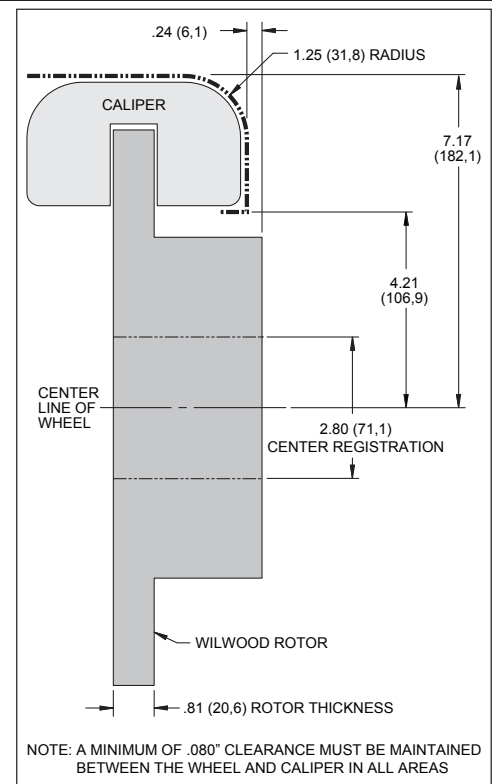 .24 (6,1)
1.25 (31,8) RADIUS
CALIPER
7.17
(182,1)
4.21
(106,9)
CENTER
LINE OF
WHEEL
2.80 (71,1)
CENTER REGISTRATION
WILWOOD ROTOR
.81 (20,6) ROTOR THICKNESS
NOTE: A MINIMUM OF .080" CLEARANCE MUST BE MAINTAINED
BETWEEN THE WHEEL AND CALIPER IN ALL AREAS